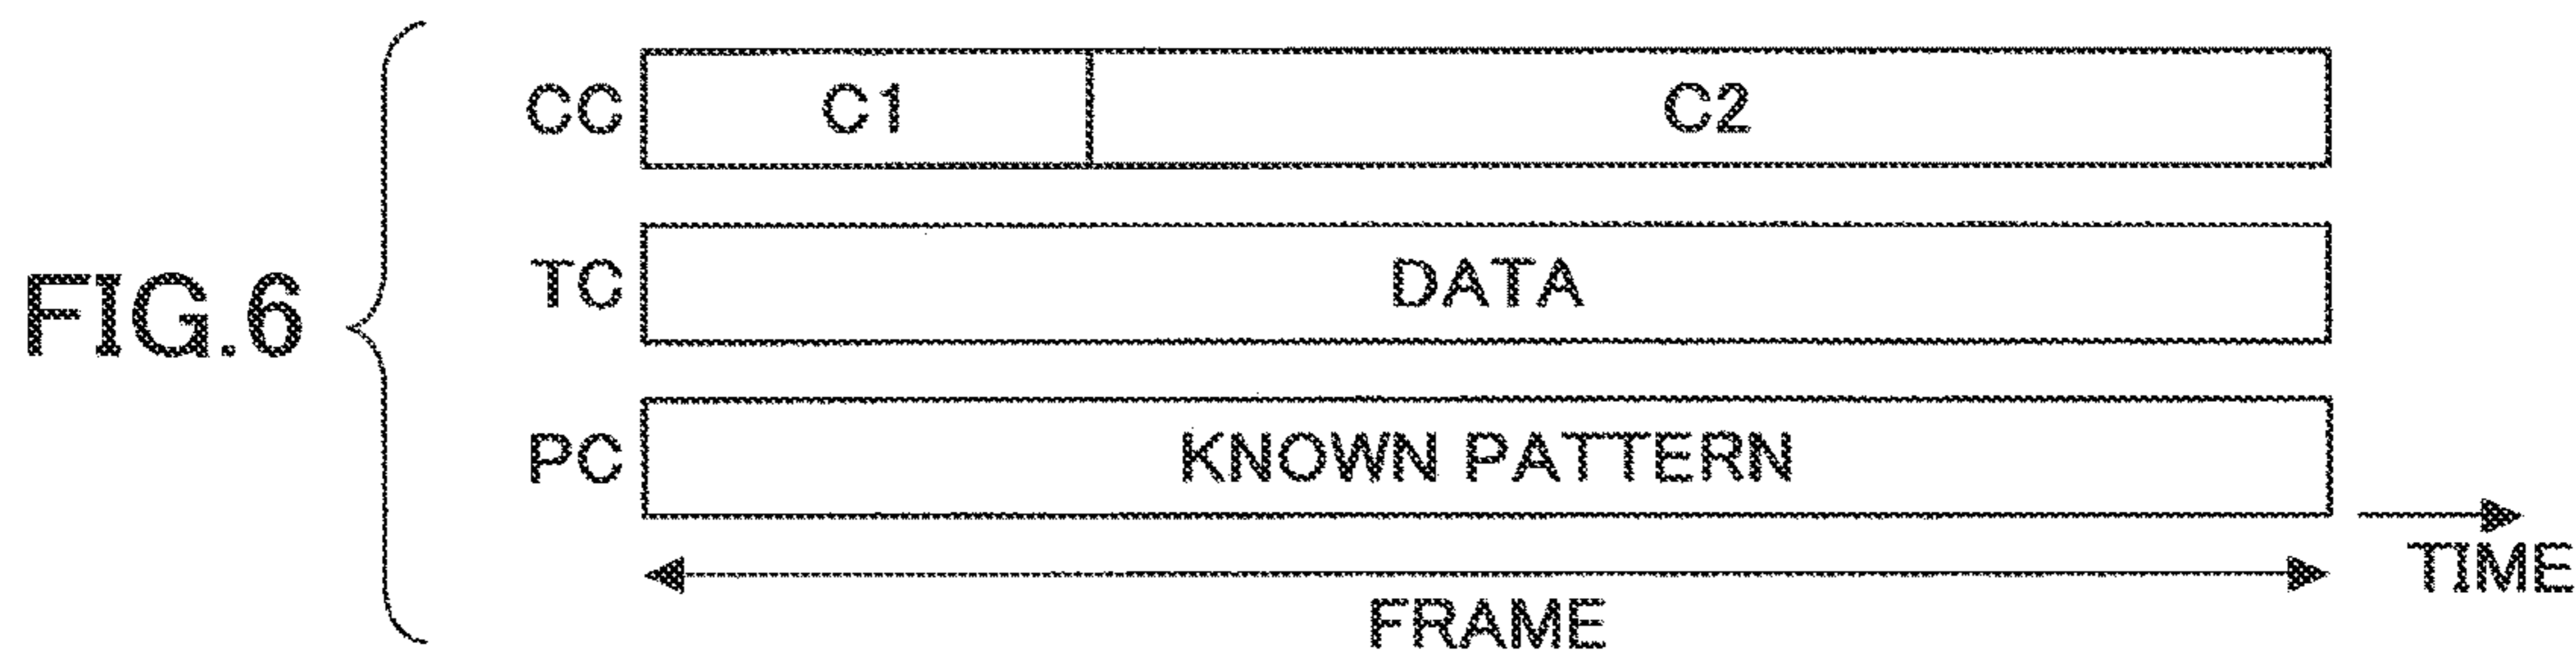 FIG.6
CC C1 C2
TC DATA
PC KNOWN PATTERN
TIME
FRAME